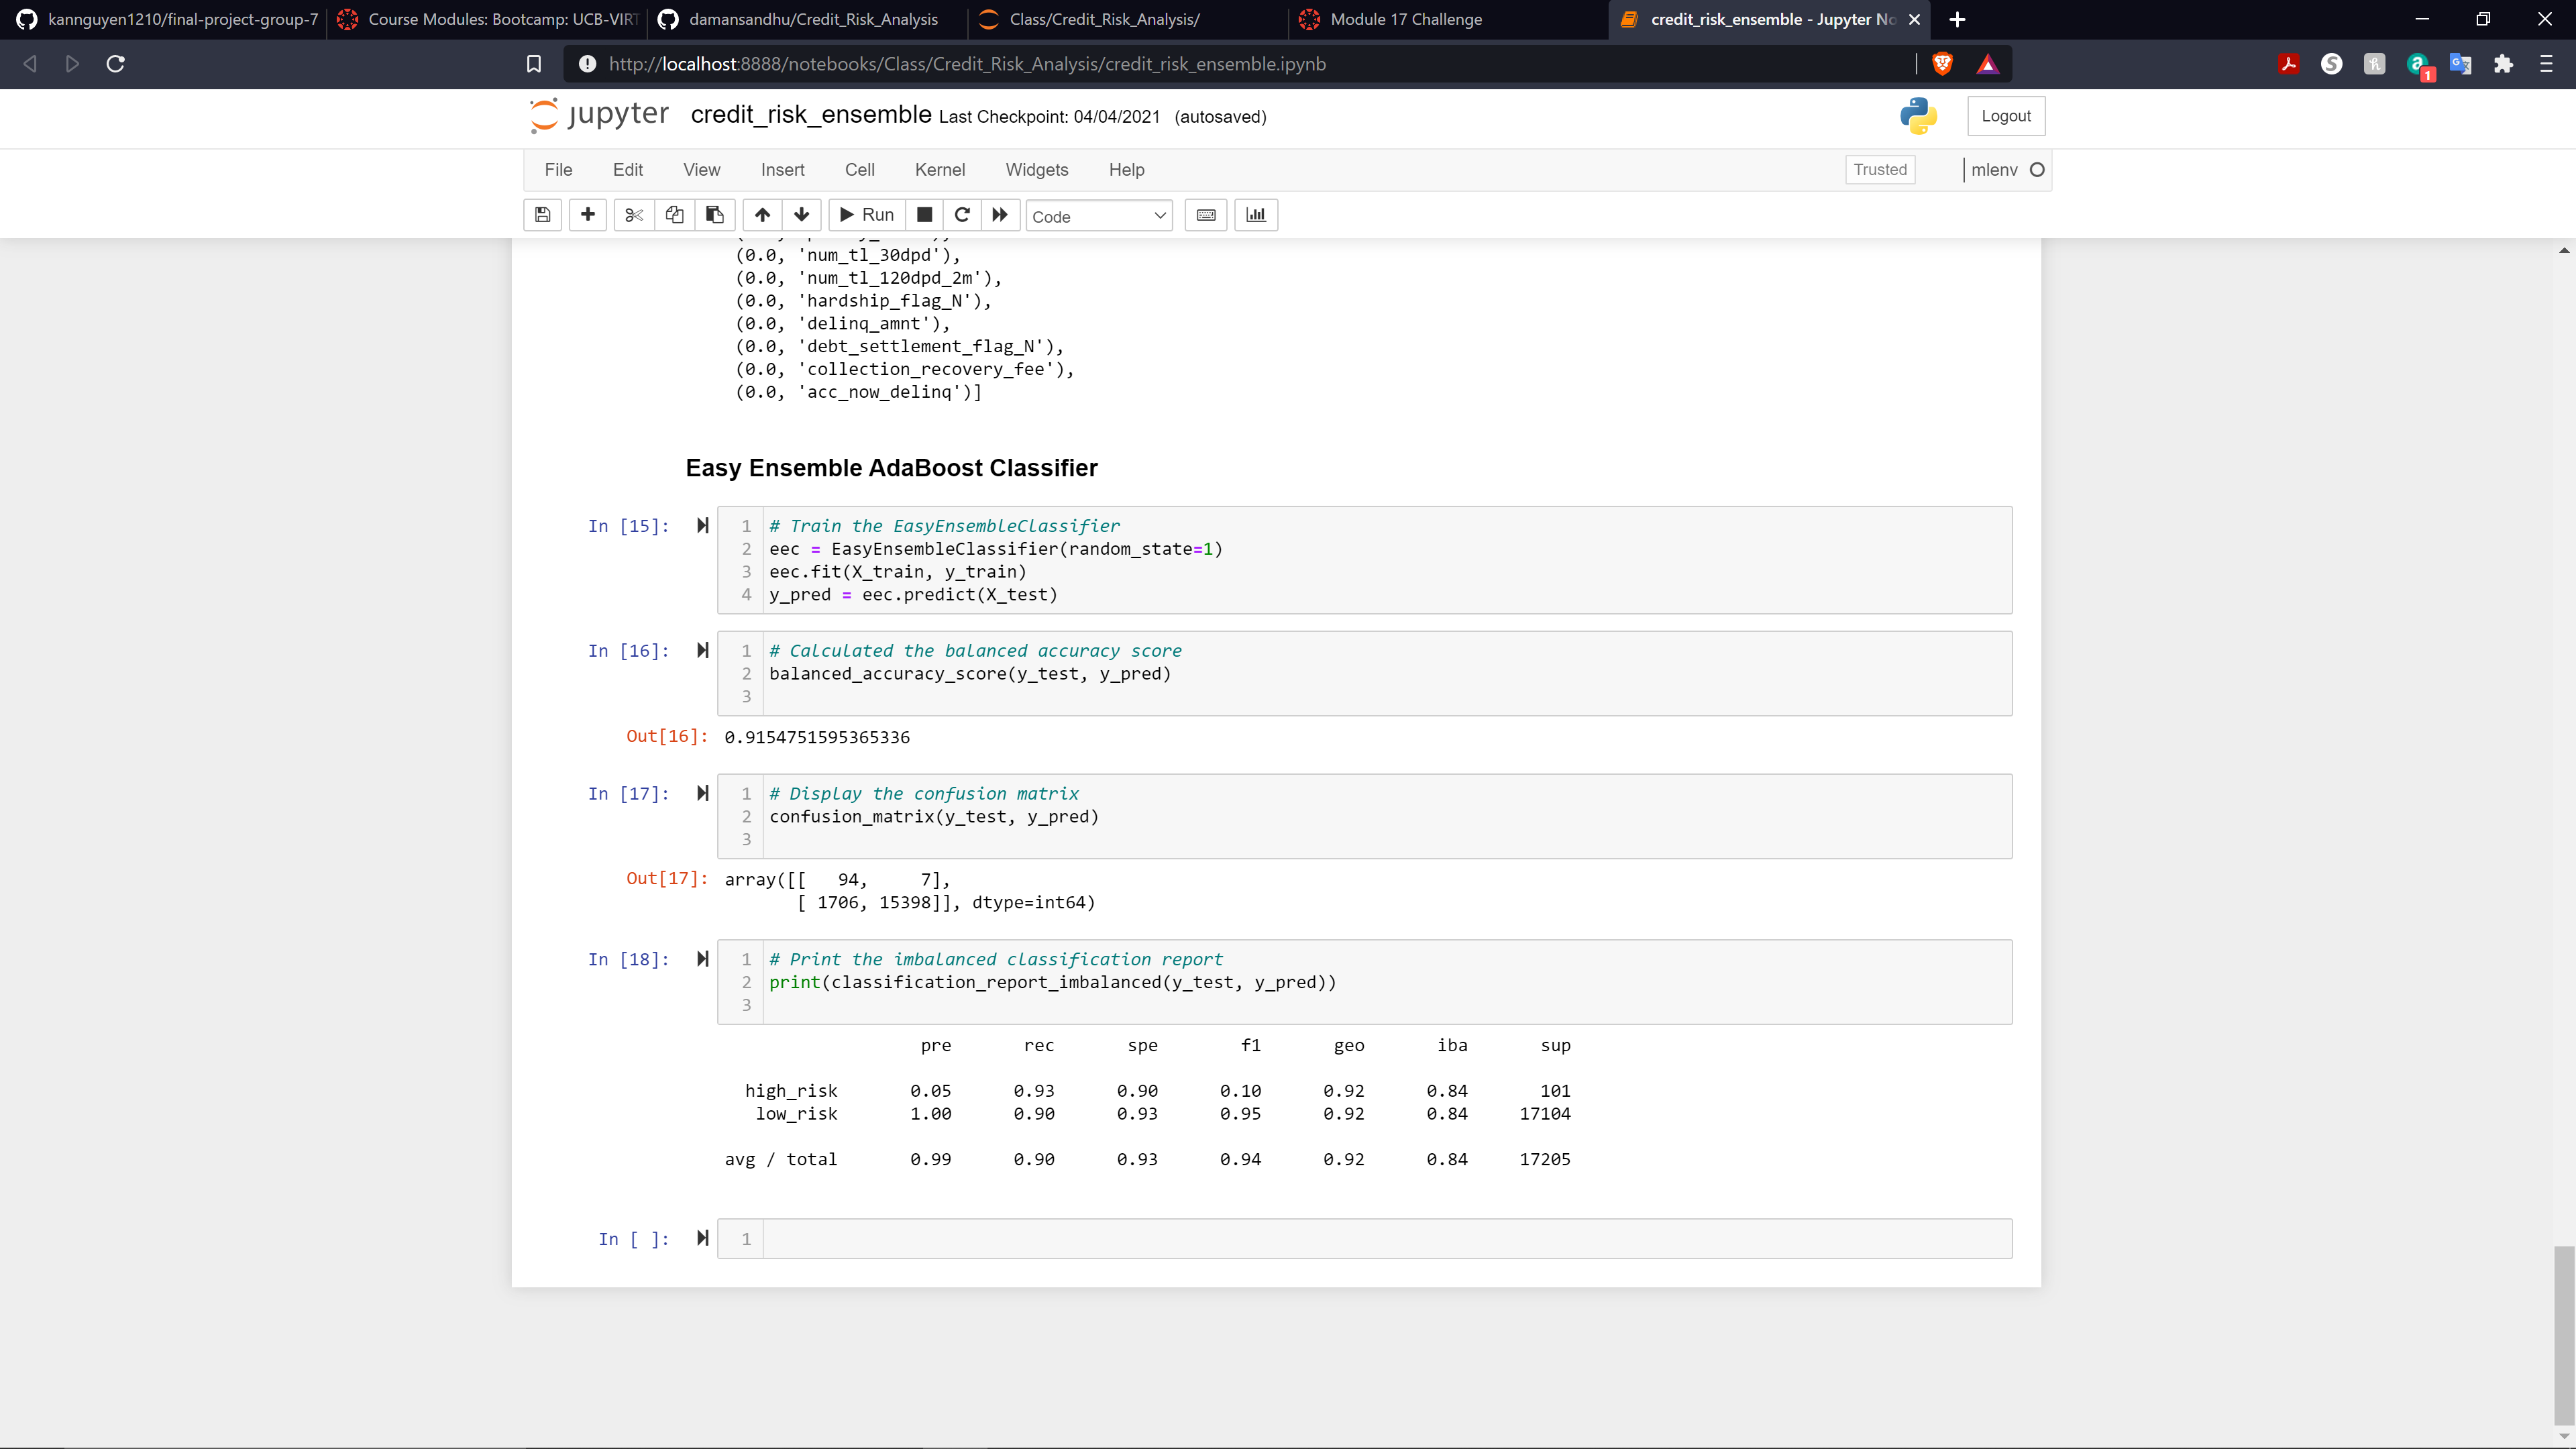 kannguyen1210/final-project-group-7
Course Modules: Bootcamp: UCB-VIRT
damansandhu/Credit_Risk_Analysis
Class/Credit_Risk_Analysis/
Module 17 Challenge
credit_risk_ensemble - Jupyter No
http://localhost:8888/notebooks/Class/Credit_Risk_Analysis/credit_risk_ensemble.ipynb
1
jupyter credit_risk_ensemble Last Checkpoint: 04/04/2021 (autosaved)
Logout
File Edit View Insert Cell Kernel Widgets Help
Trusted
mlenv
Run
Code
(0.0, 'num_tl_30dpd'),
(0.0, 'num_tl_120dpd_2m'),
(0.0, 'hardship_flag_N'),
(0.0, 'delinq_amnt'),
(0.0, 'debt_settlement_flag_N'),
(0.0, 'collection_recovery_fee'),
(0.0, 'acc_now_delinq')]
Easy Ensemble AdaBoost Classifier
In [15]:
1 # Train the EasyEnsembleClassifier
2 eec = EasyEnsembleClassifier(random_state=1)
3 eec.fit(X_train, y_train)
4 y_pred = eec.predict(X_test)
In [16]:
1 # Calculated the balanced accuracy score
2 balanced_accuracy_score(y_test, y_pred)
3
Out[16]: 0.9154751595365336
In [17]:
1 # Display the confusion matrix
2 confusion_matrix(y_test, y_pred)
3
Out[17]: array([[ 94, 7],
[ 1706, 15398]], dtype=int64)
In [18]:
1 # Print the imbalanced classification report
2 print(classification_report_imbalanced(y_test, y_pred))
3
pre rec spe f1 geo iba sup
high_risk 0.05 0.93 0.90 0.10 0.92 0.84 101
low_risk 1.00 0.90 0.93 0.95 0.92 0.84 17104
avg / total 0.99 0.90 0.93 0.94 0.92 0.84 17205
In [ ]:
1